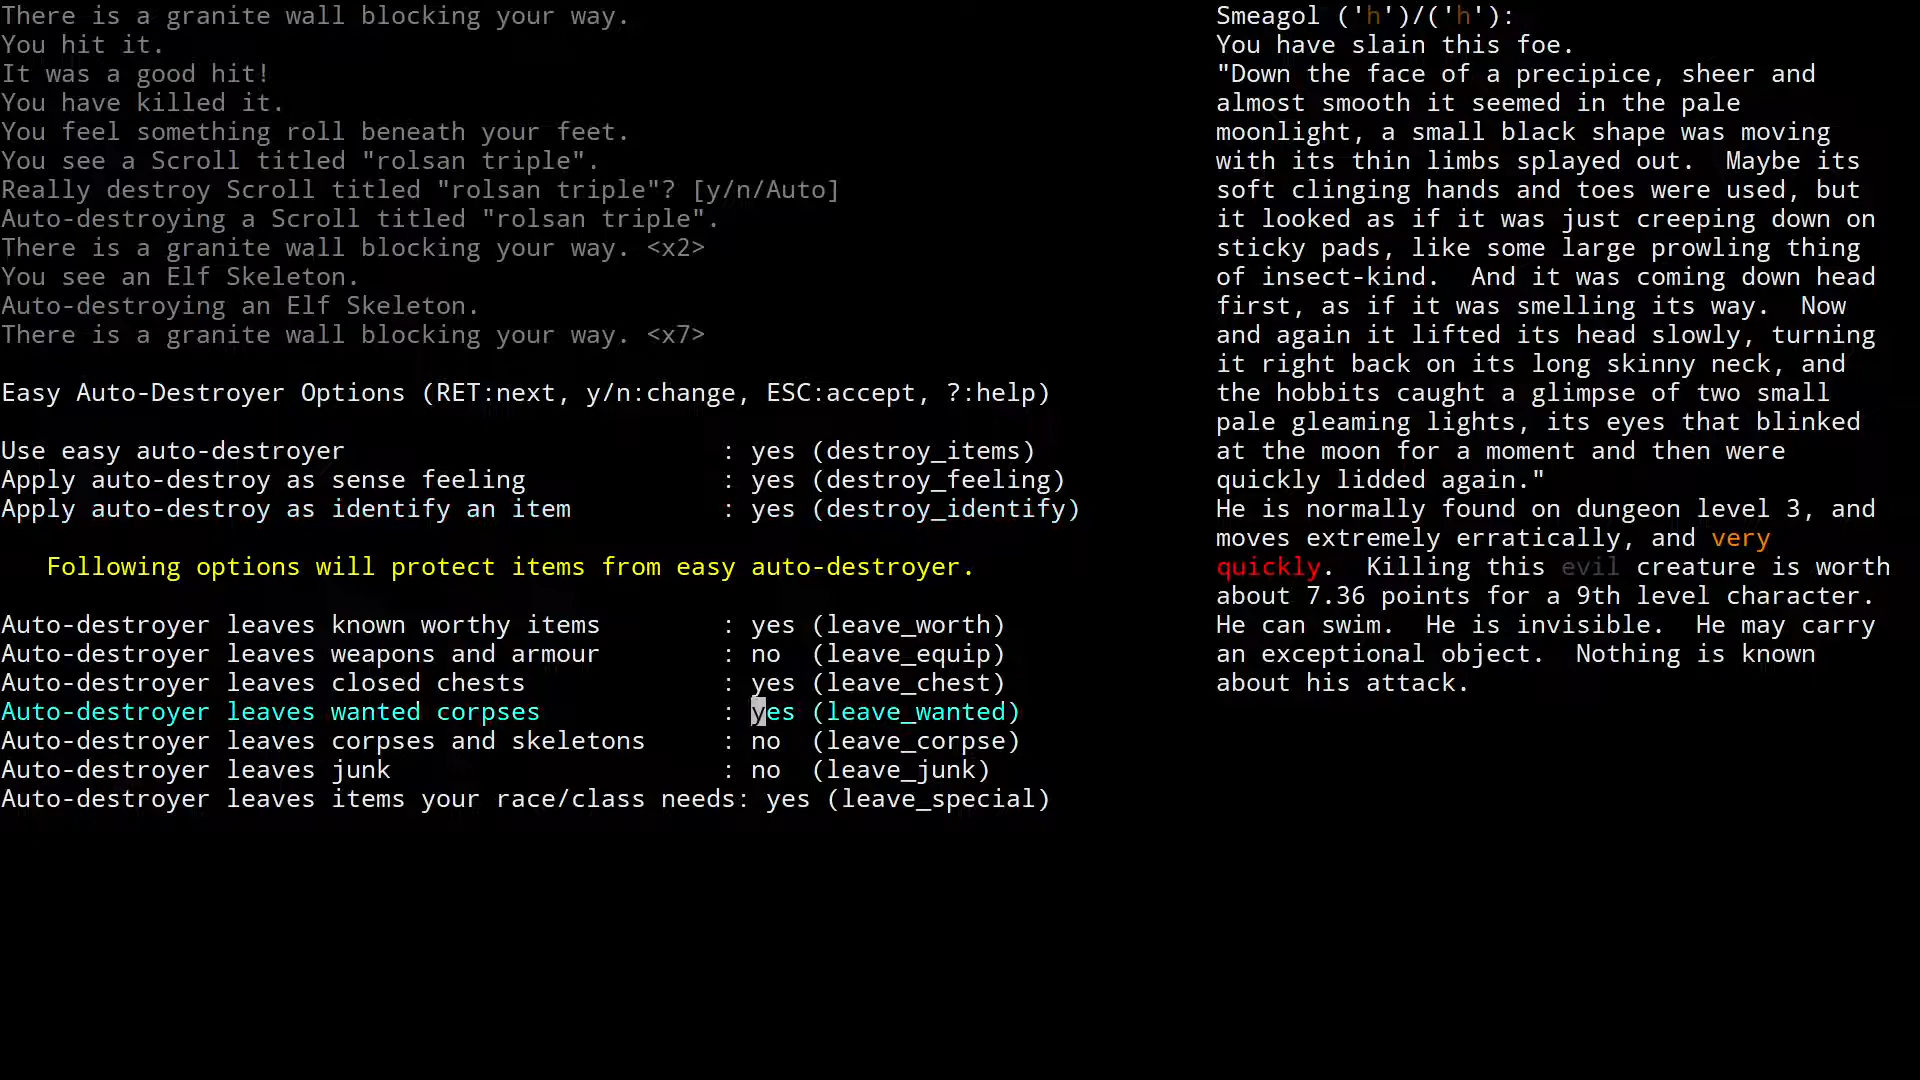 There is a granite wall blocking your way.
You hit it.
It was a good hit!
You have killed it.
You feel something roll beneath your feet.
You see a Scroll titled "rolsan triple".
Really destroy Scroll titled "rolsan triple"? [y/n/Auto]
Auto-destroying a Scroll titled "rolsan triple".
There is a granite wall blocking your way. <x2>
You see an Elf Skeleton.
Auto-destroying an Elf Skeleton.
There is a granite wall blocking your way. <x7>
Easy Auto-Destroyer Options (RET:next, y/n:change, ESC:accept, ?:help)
Use easy auto-destroyer : yes (destroy_items)
Apply auto-destroy as sense feeling : yes (destroy_feeling)
Apply auto-destroy as identify an item : yes (destroy_identify)
Following options will protect items from easy auto-destroyer.
Auto-destroyer leaves known worthy items : yes (leave_worth)
Auto-destroyer leaves weapons and armour : no (leave_equip)
Auto-destroyer leaves closed chests : yes (leave_chest)
Auto-destroyer leaves wanted corpses : yes (leave_wanted)
Auto-destroyer leaves corpses and skeletons : no (leave_corpse)
Auto-destroyer leaves junk : no (leave_junk)
Auto-destroyer leaves items your race/class needs: yes (leave_special)
Smeagol ('h')/('h'):
You have slain this foe.
"Down the face of a precipice, sheer and
almost smooth it seemed in the pale
moonlight, a small black shape was moving
with its thin limbs splayed out. Maybe its
soft clinging hands and toes were used, but
it looked as if it was just creeping down on
sticky pads, like some large prowling thing
of insect-kind. And it was coming down head
first, as if it was smelling its way. Now
and again it lifted its head slowly, turning
it right back on its long skinny neck, and
the hobbits caught a glimpse of two small
pale gleaming lights, its eyes that blinked
at the moon for a moment and then were
quickly lidded again."
He is normally found on dungeon level 3, and
moves extremely erratically, and very
quickly. Killing this evil creature is worth
about 7.36 points for a 9th level character.
He can swim. He is invisible. He may carry
an exceptional object. Nothing is known
about his attack.